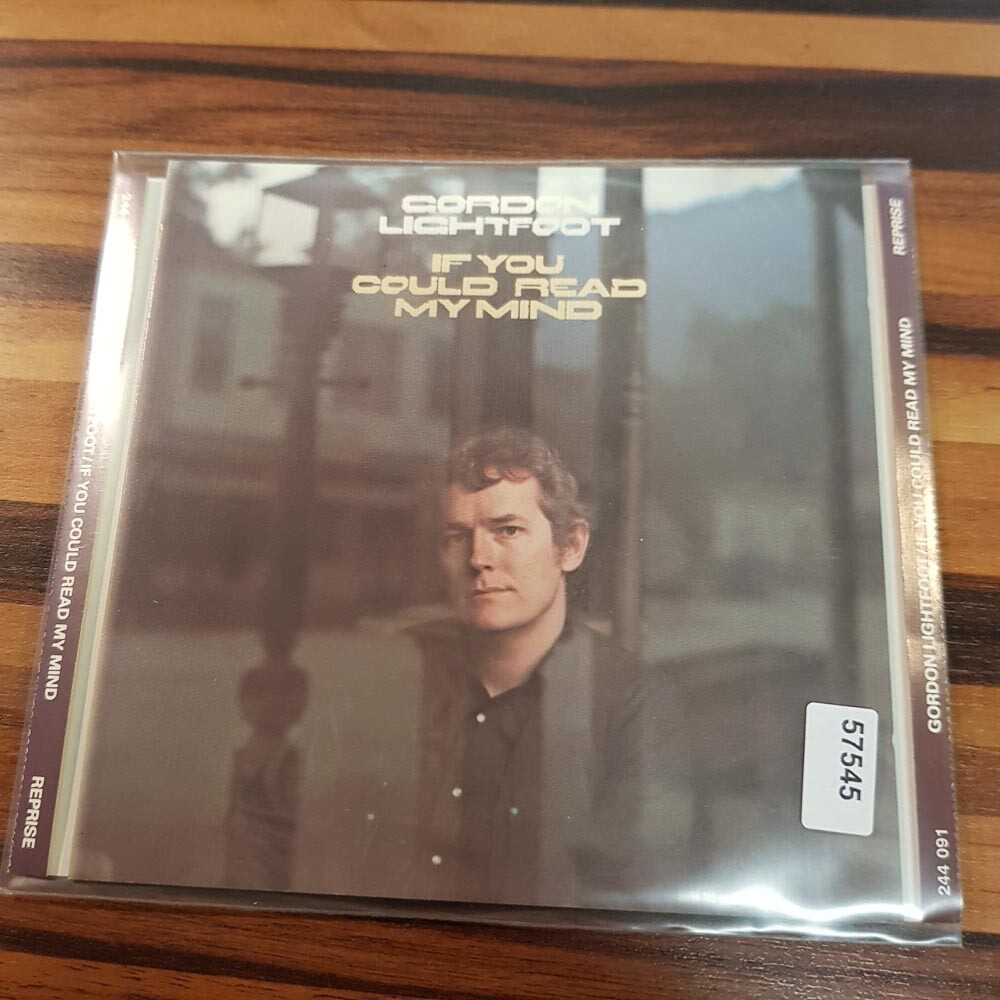 GORDON
LIGHTFOOT
IF YOU
COULD READ
MY MIND
FOOT/IF YOU COULD READ MY MIND
REPRISE
REPRISE
GORDON LIGHTFOOT/IF YOU COULD READ MY MIND
244 091
57545